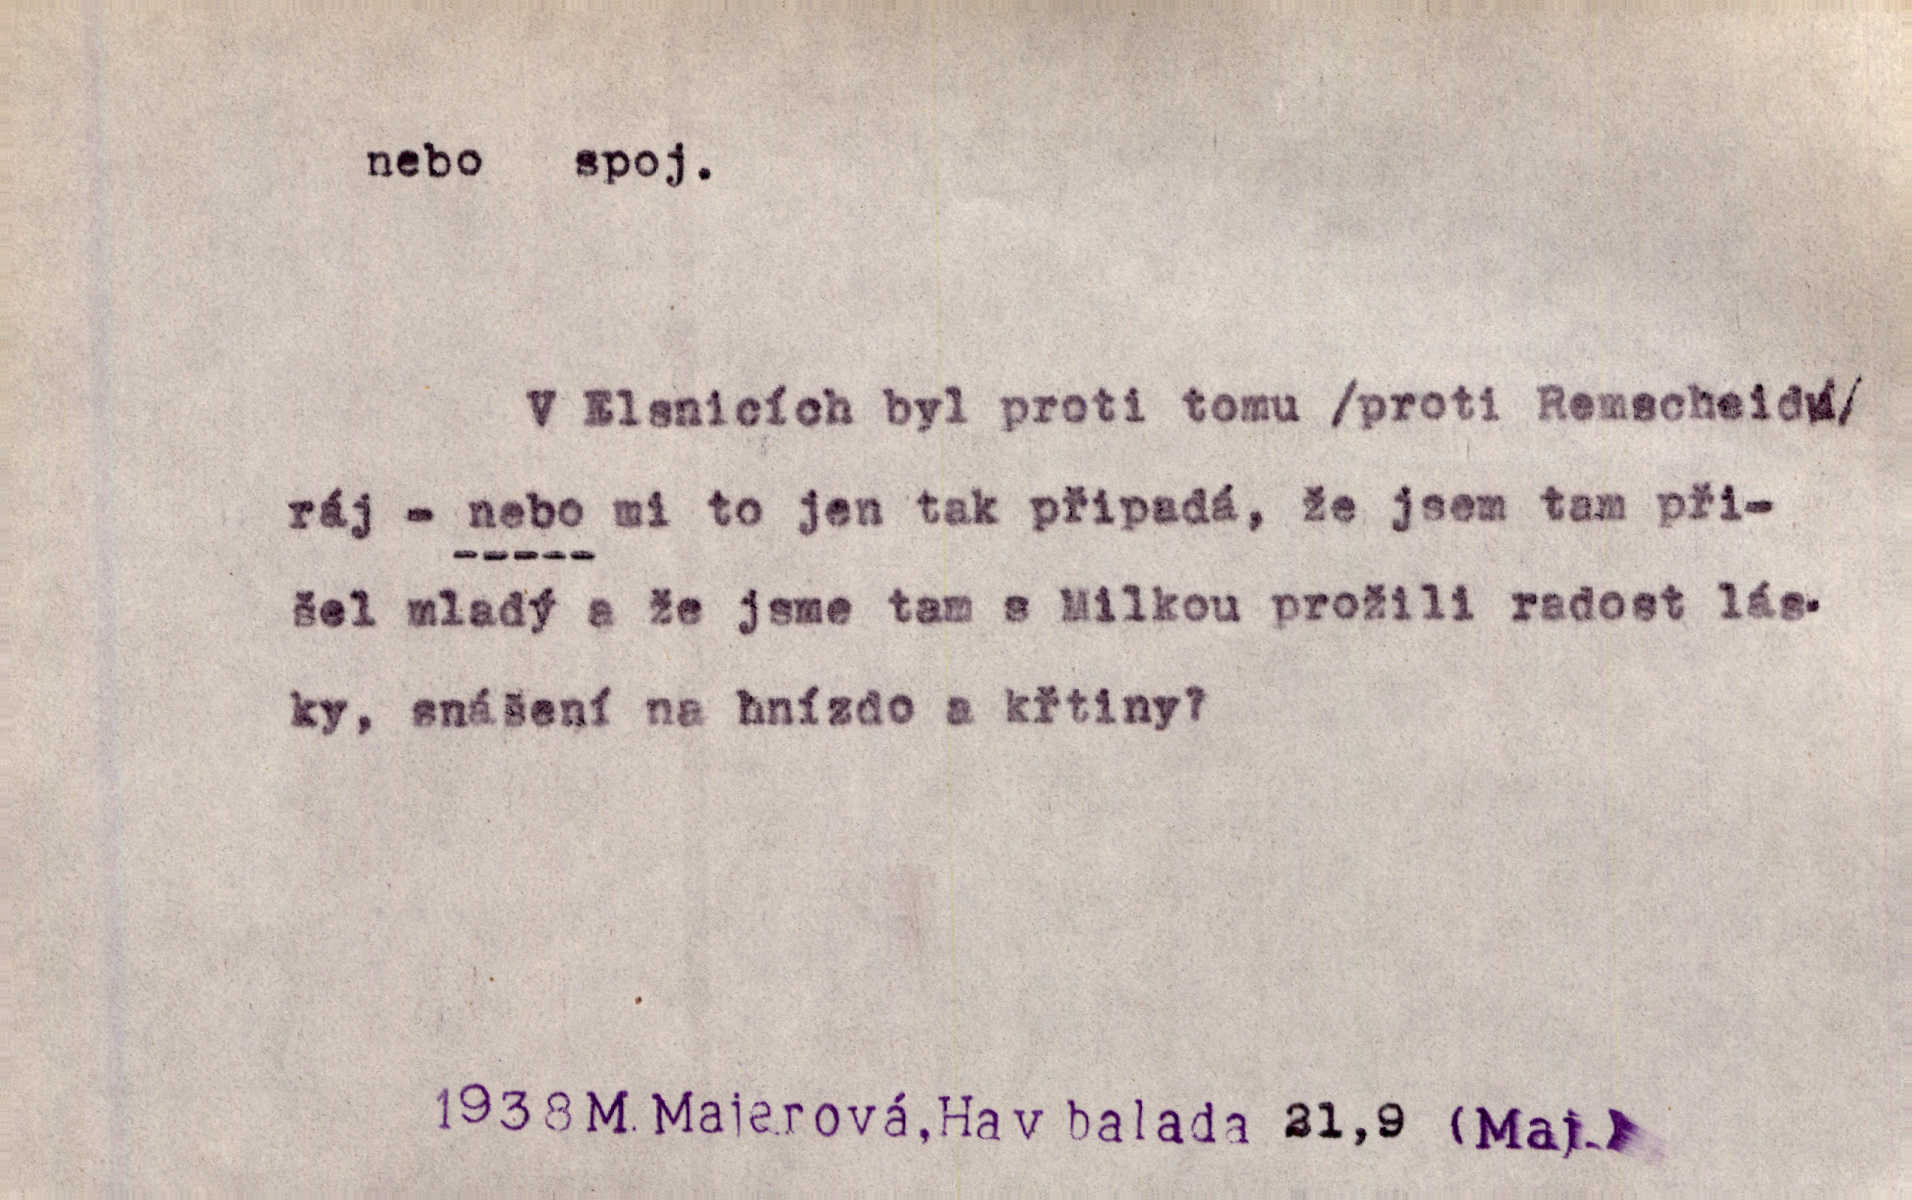 nebo spoj.
V Elsnicích byl proti tomu /proti Remscheidu/
ráj - nebo mi to jen tak připadá, že jsem tam při-
šel mladý a že jsme tam s Milkou prožili radost lás-
ky, snášení na hnízdo a křtiny?
1938 M. Majerová, Hav balada 21,9 (Maj.)